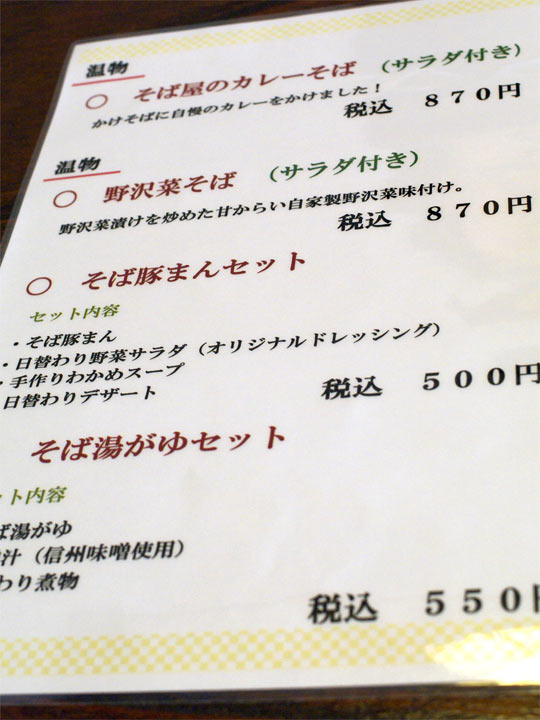 温物
○ そば屋のカレーそば (サラダ付き)
かけそばに自慢のカレーをかけました！
税込 ８７０円
温物
○ 野沢菜そば (サラダ付き)
野沢菜漬けを炒めた甘からい自家製野沢菜味付け。
税込 ８７０円
○ そば豚まんセット
セット内容
・そば豚まん
・日替わり野菜サラダ（オリジナルドレッシング）
・手作りわかめスープ
日替わりデザート
税込 ５００円
そば湯がゆセット
ット内容
ば湯がゆ
汁（信州味噌使用）
わり煮物
税込 ５５０円